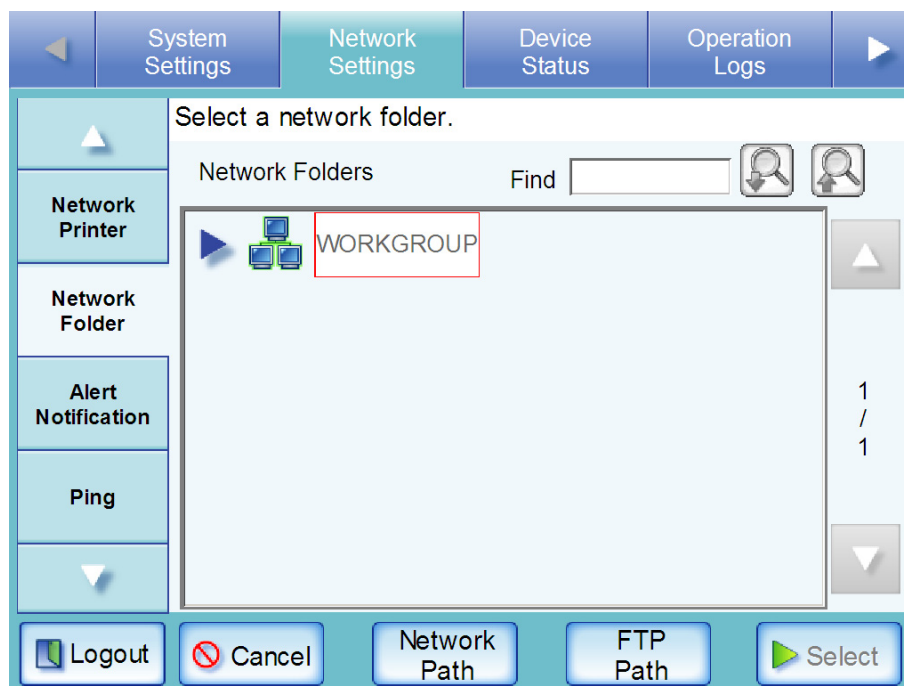 System Settings
Network Settings
Device Status
Operation Logs
Select a network folder.
Network Folders
Find
Network
Printer
WORKGROUP
Network
Folder
Alert
Notification
Ping
1
/
1
Logout
Cancel
Network
Path
FTP
Path
Select